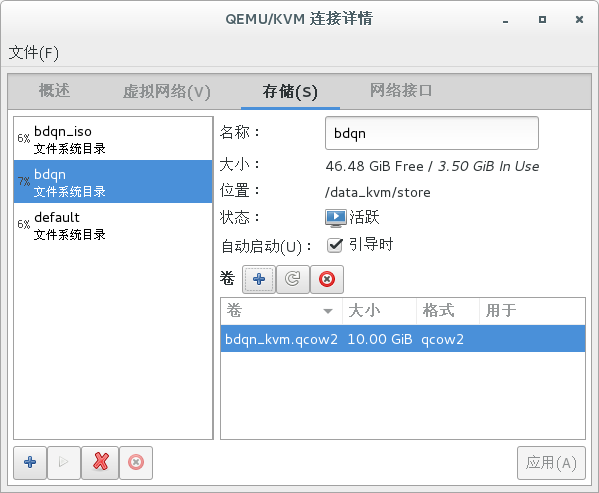 QEMU/KVM 连接详情
文件(F)
概述 虚拟网络(V) 存储(S) 网络接口
6% bdqn_iso
文件系统目录
7% bdqn
文件系统目录
6% default
文件系统目录
名称： bdqn
大小： 46.48 GiB Free / 3.50 GiB In Use
位置： /data_kvm/store
状态： 活跃
自动启动(U)： 引导时
卷
卷 大小 格式 用于
bdqn_kvm.qcow2 10.00 GiB qcow2
应用(A)